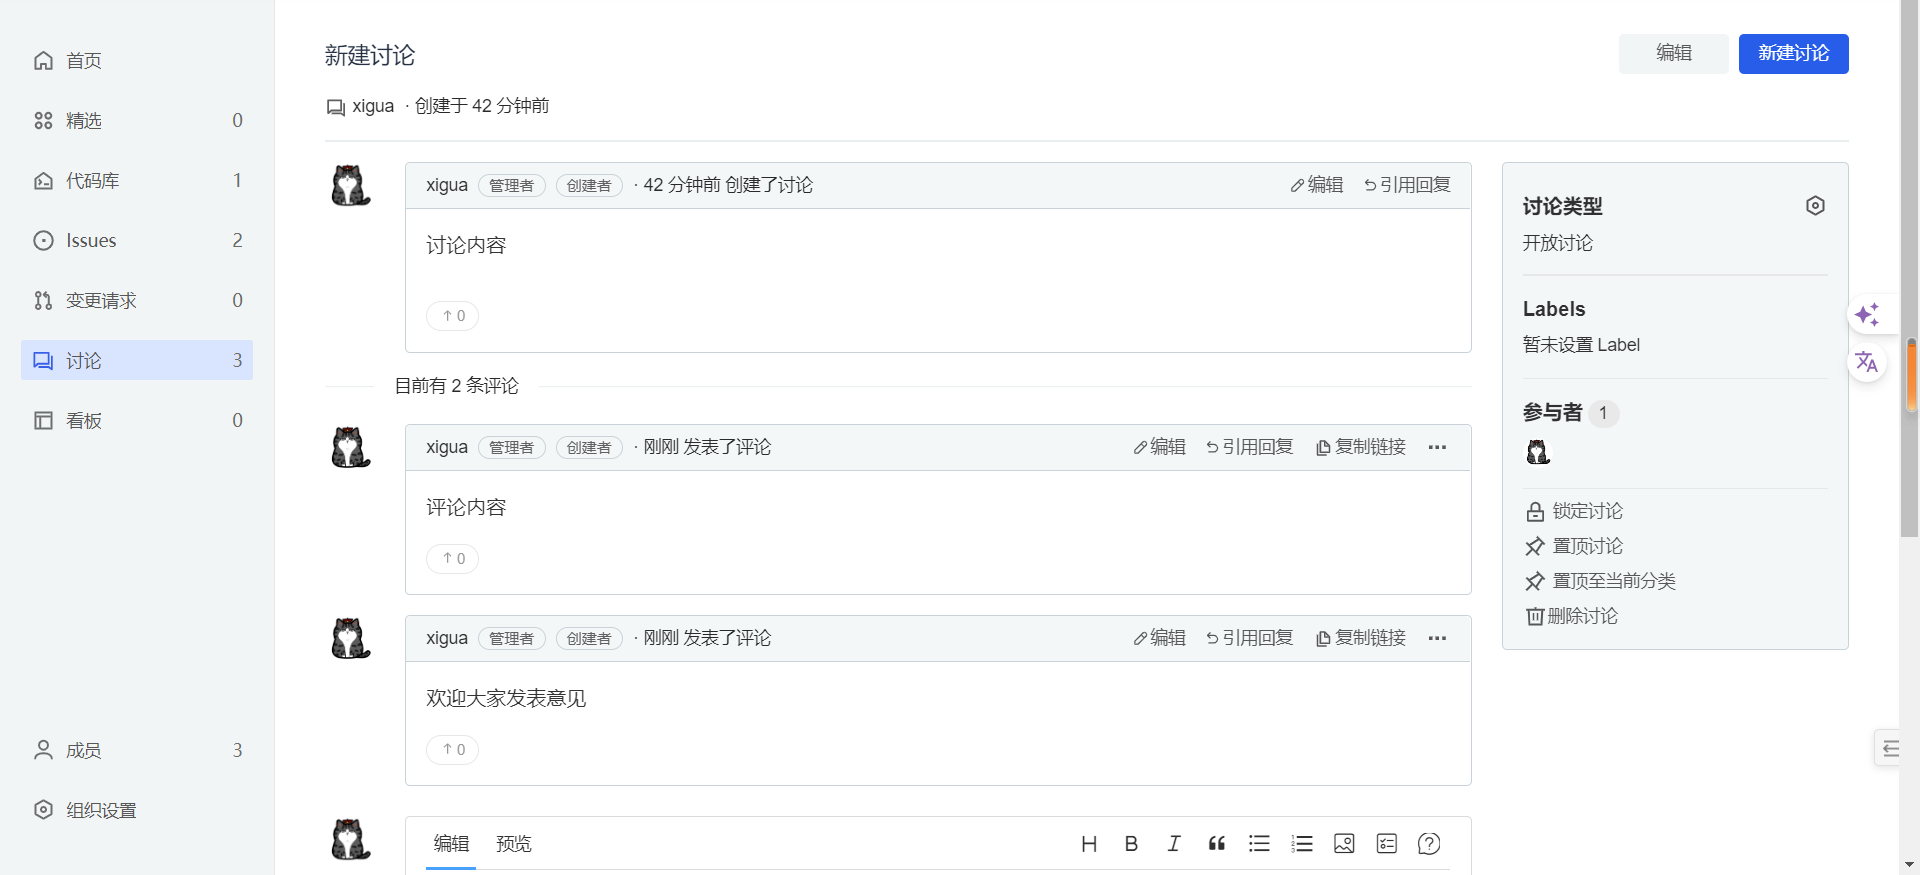 首页
精选 0
代码库 1
Issues 2
变更请求 0
讨论 3
看板 0
成员 3
组织设置
新建讨论
编辑 新建讨论
xigua · 创建于 42 分钟前
xigua 管理者 创建者 · 42 分钟前 创建了讨论 编辑 引用回复
讨论内容
↑ 0
目前有 2 条评论
xigua 管理者 创建者 · 刚刚 发表了评论 编辑 引用回复 复制链接 ···
评论内容
↑ 0
xigua 管理者 创建者 · 刚刚 发表了评论 编辑 引用回复 复制链接 ···
欢迎大家发表意见
↑ 0
编辑 预览 H B I
讨论类型
开放讨论
Labels
暂未设置 Label
参与者 1
锁定讨论
置顶讨论
置顶至当前分类
删除讨论